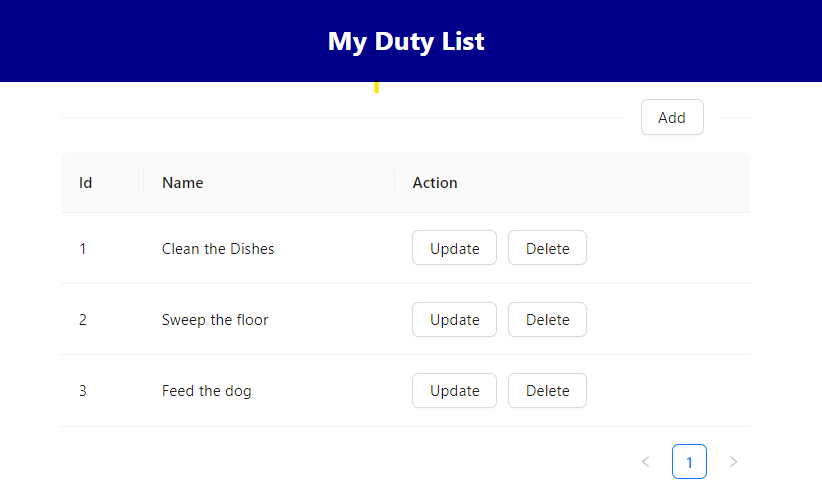 My Duty List
Add
Id Name Action
1 Clean the Dishes Update Delete
2 Sweep the floor Update Delete
3 Feed the dog Update Delete
< 1 >